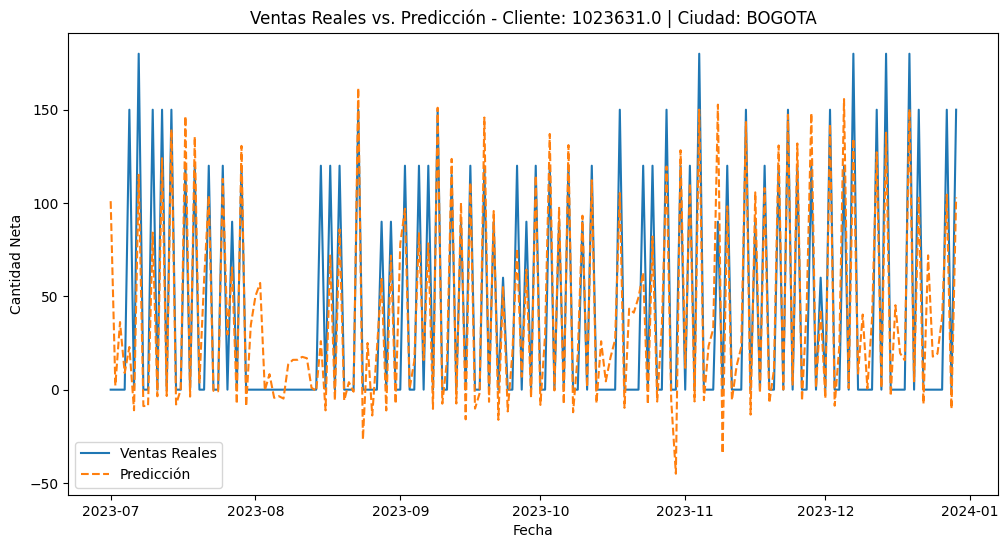 Ventas Reales vs. Predicción - Cliente: 1023631.0 | Ciudad: BOGOTA
Cantidad Neta
150
100
50
0
−50
Ventas Reales
Predicción
2023-07
2023-08
2023-09
2023-10
2023-11
2023-12
2024-01
Fecha